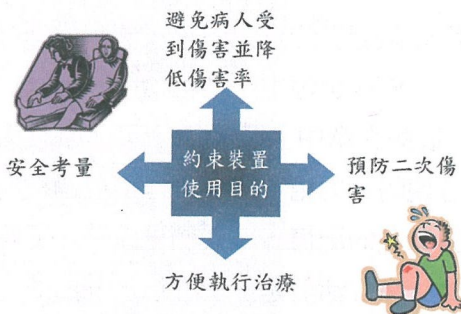 避免病人受
到傷害並降
低傷害率
安全考量
約束裝置
使用目的
預防二次傷
害
方便執行治療